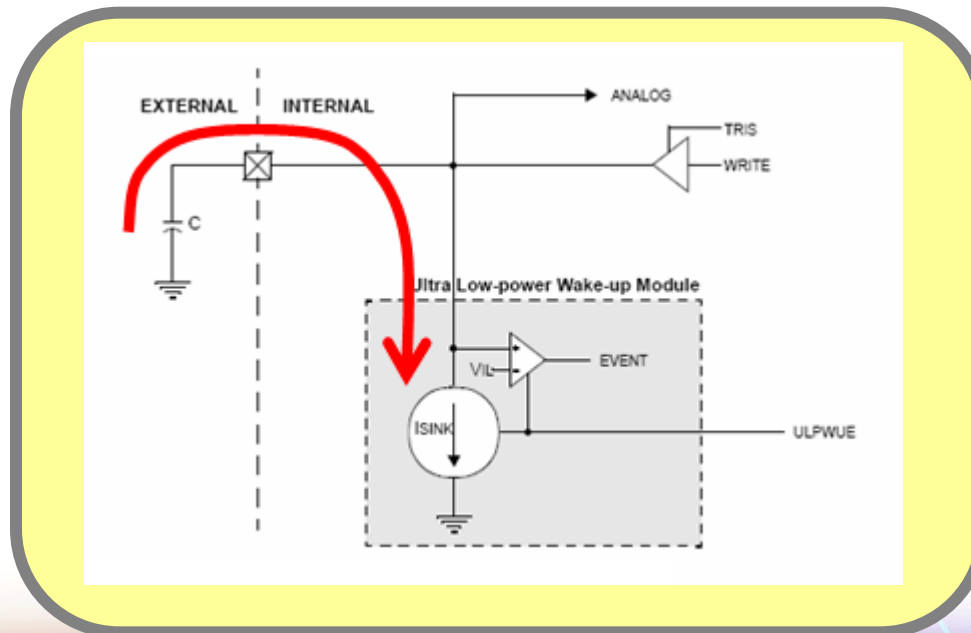 ANALOG
EXTERNAL INTERNAL
TRIS
WRITE
C
Ultra Low-power Wake-up Module
EVENT
VIL
+
-
ISINK
ULPWUE